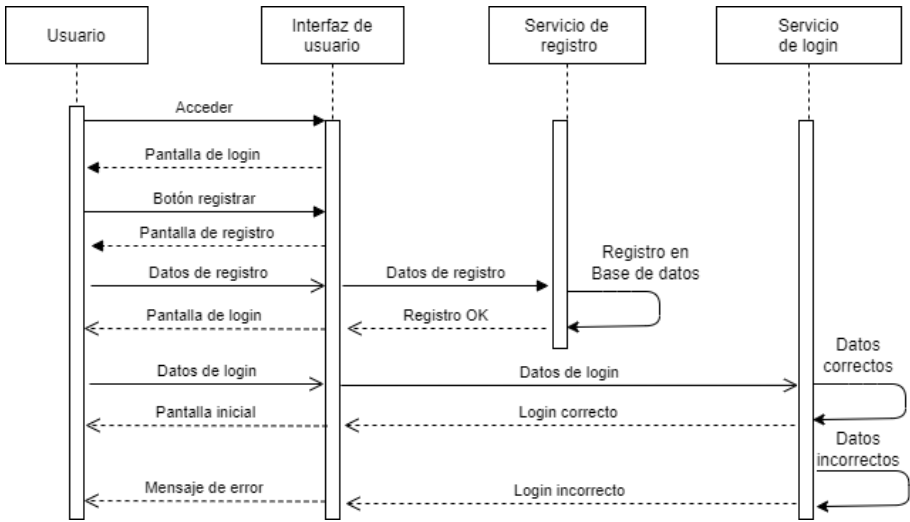 Usuario
Interfaz de
usuario
Servicio de
registro
Servicio
de login
Acceder
Pantalla de login
Botón registrar
Pantalla de registro
Datos de registro
Datos de registro
Registro en
Base de datos
Pantalla de login
Registro OK
Datos de login
Datos de login
Datos
correctos
Pantalla inicial
Login correcto
Datos
incorrectos
Mensaje de error
Login incorrecto